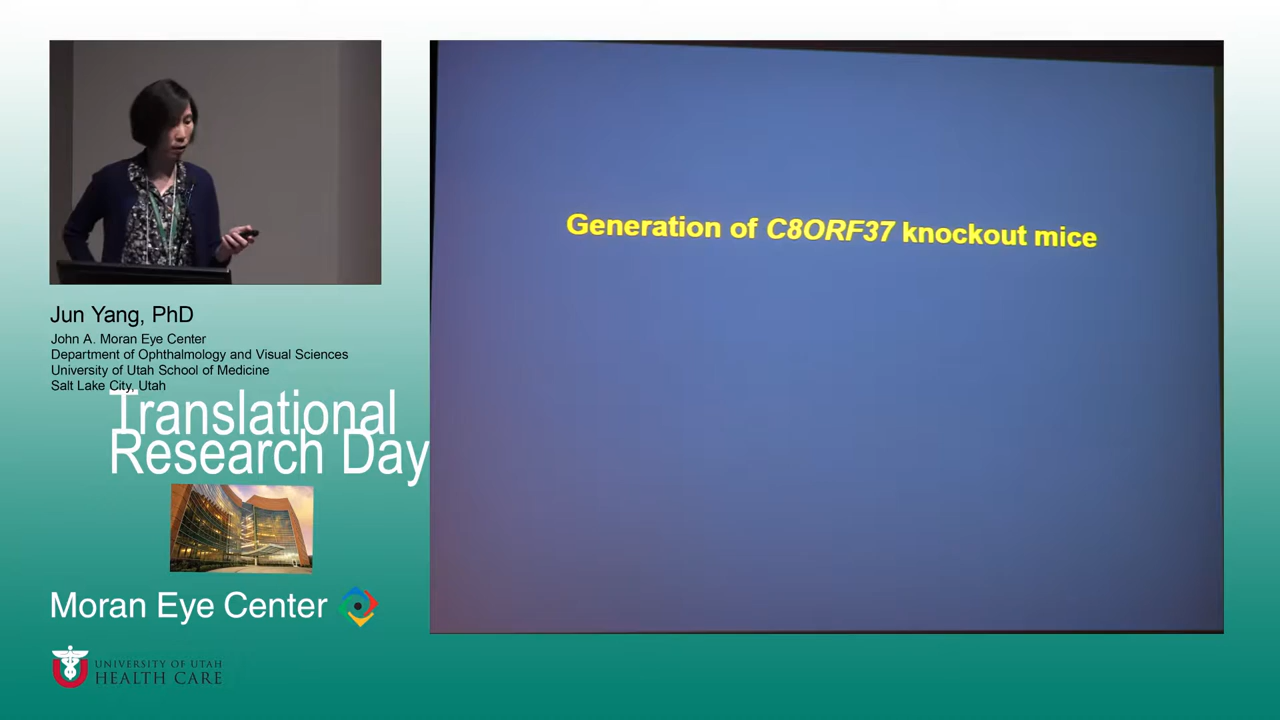 Generation of C8ORF37 knockout mice
Jun Yang, PhD
John A. Moran Eye Center
Department of Ophthalmology and Visual Sciences
University of Utah School of Medicine
Salt Lake City, Utah
Translational
Research Day
Moran Eye Center
UNIVERSITY OF UTAH
HEALTH CARE